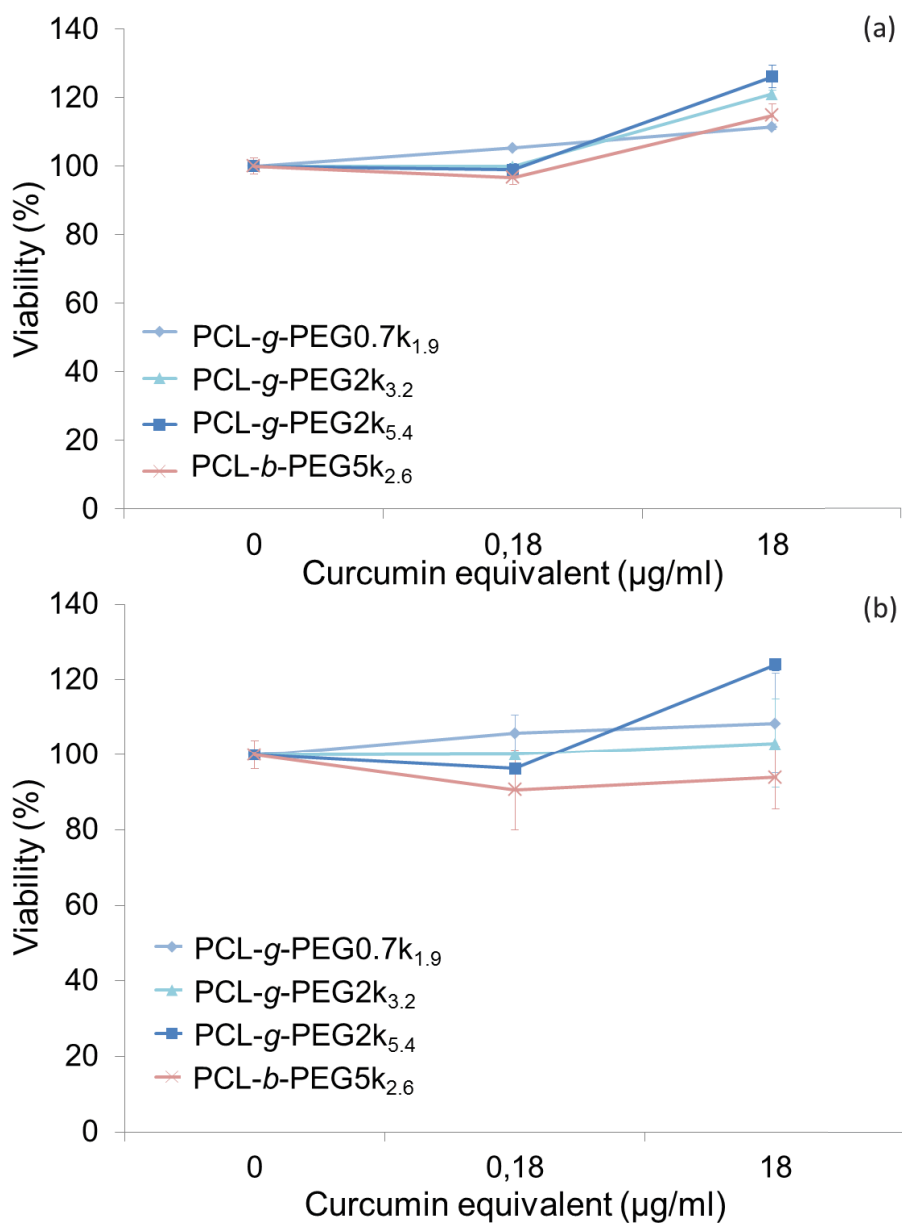 (a)
140
120
100
80
60
40
20
0
Viability (%)
PCL-g-PEG0.7k1.9
PCL-g-PEG2k3.2
PCL-g-PEG2k5.4
PCL-b-PEG5k2.6
0 0,18 18
Curcumin equivalent (µg/ml)
(b)
140
120
100
80
60
40
20
0
Viability (%)
PCL-g-PEG0.7k1.9
PCL-g-PEG2k3.2
PCL-g-PEG2k5.4
PCL-b-PEG5k2.6
0 0,18 18
Curcumin equivalent (µg/ml)